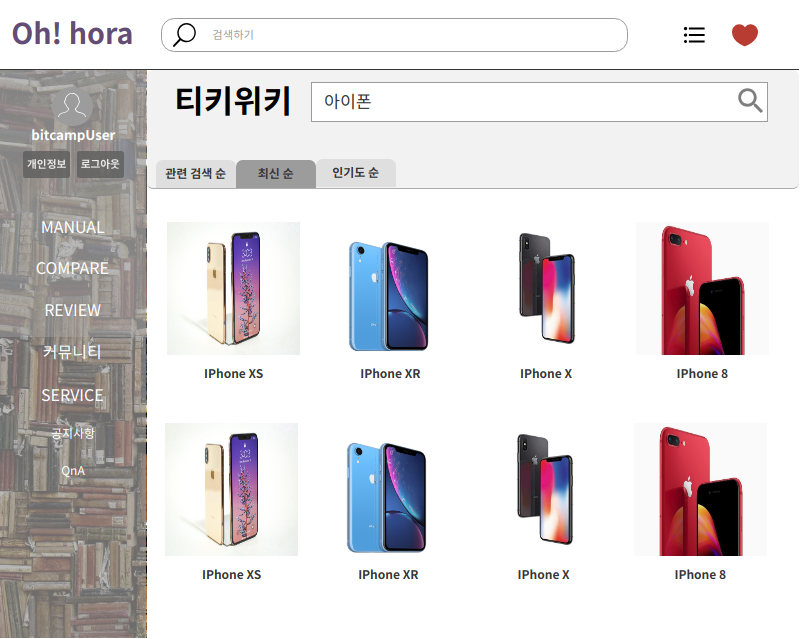 Oh! hora
검색하기
bitcampUser
개인정보 로그아웃
MANUAL
COMPARE
REVIEW
커뮤니티
SERVICE
공지사항
QnA
티키위키
아이폰
관련 검색 순 최신 순 인기도 순
IPhone XS IPhone XR IPhone X IPhone 8
IPhone XS IPhone XR IPhone X IPhone 8